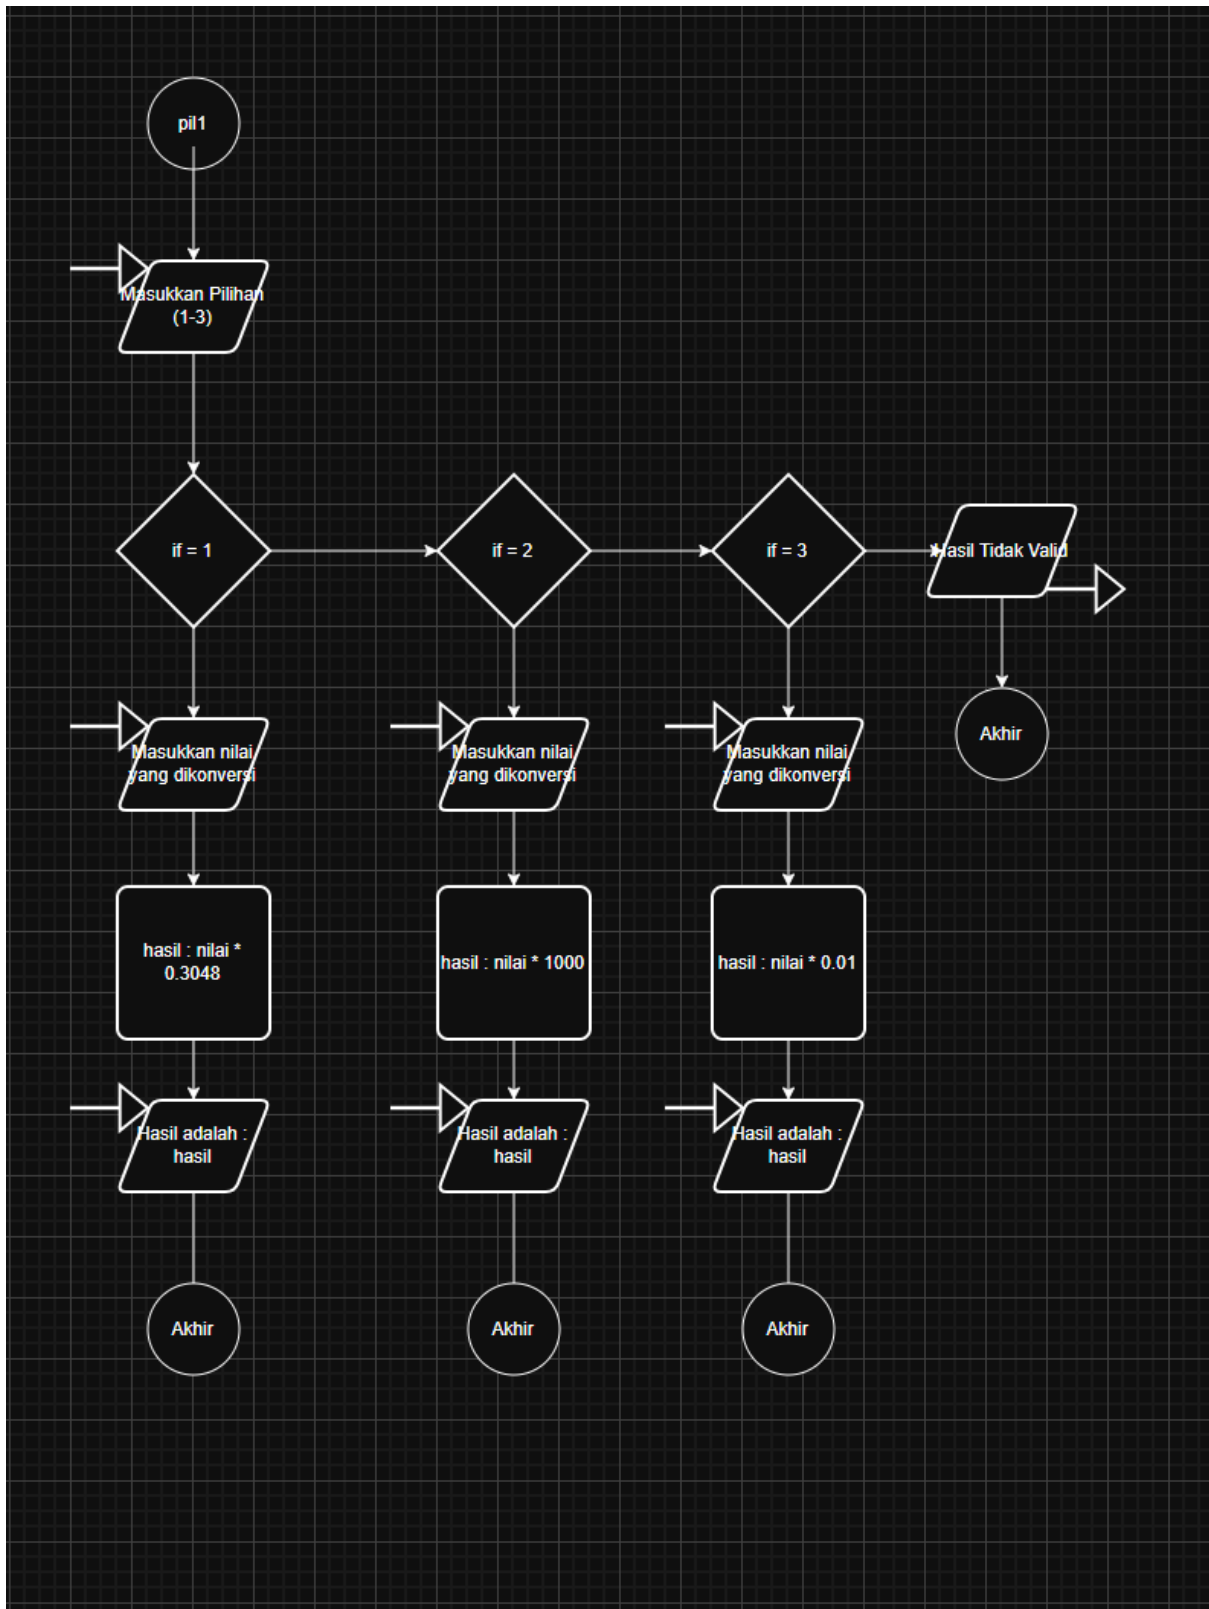 pil1
Masukkan Pilihan
(1-3)
if = 1
if = 2
if = 3
Hasil Tidak Valid
Akhir
Masukkan nilai
yang dikonversi
Masukkan nilai
yang dikonversi
Masukkan nilai
yang dikonversi
hasil : nilai *
0.3048
hasil : nilai * 1000
hasil : nilai * 0.01
Hasil adalah :
hasil
Hasil adalah :
hasil
Hasil adalah :
hasil
Akhir
Akhir
Akhir